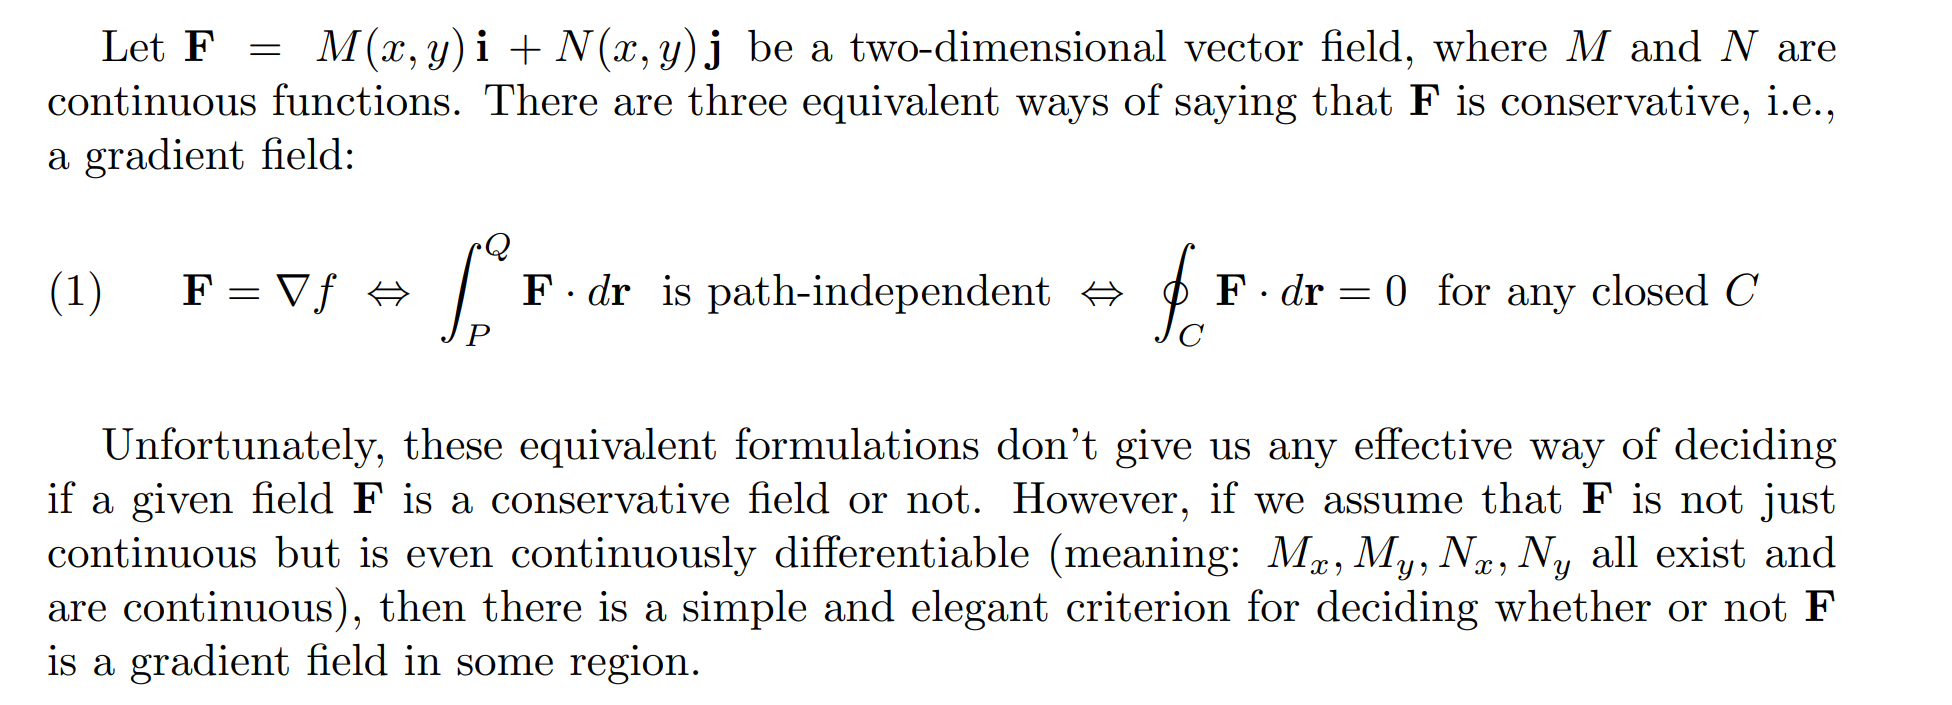 Let F = M(x, y) i + N(x, y) j be a two-dimensional vector field, where M and N are
continuous functions. There are three equivalent ways of saying that F is conservative, i.e.,
a gradient field:
(1) F = ∇f ⇔ ∫_P^Q F · dr is path-independent ⇔ ∮_C F · dr = 0 for any closed C
Unfortunately, these equivalent formulations don’t give us any effective way of deciding
if a given field F is a conservative field or not. However, if we assume that F is not just
continuous but is even continuously differentiable (meaning: M_x, M_y, N_x, N_y all exist and
are continuous), then there is a simple and elegant criterion for deciding whether or not F
is a gradient field in some region.